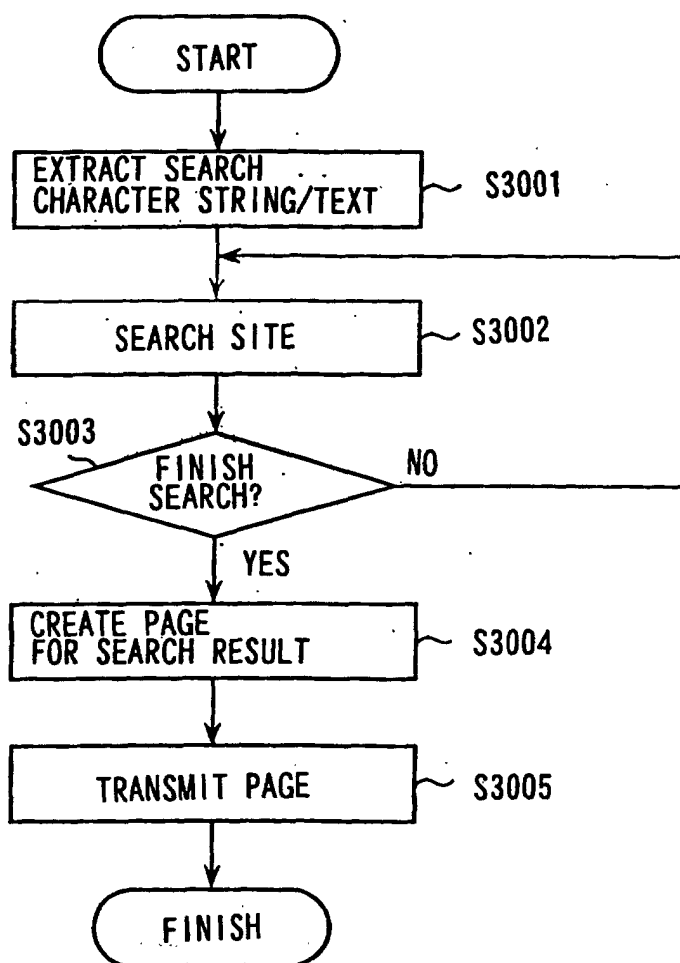 START
EXTRACT SEARCH
CHARACTER STRING/TEXT
S3001
SEARCH SITE
S3002
S3003
FINISH
SEARCH?
NO
YES
CREATE PAGE
FOR SEARCH RESULT
S3004
TRANSMIT PAGE
S3005
FINISH